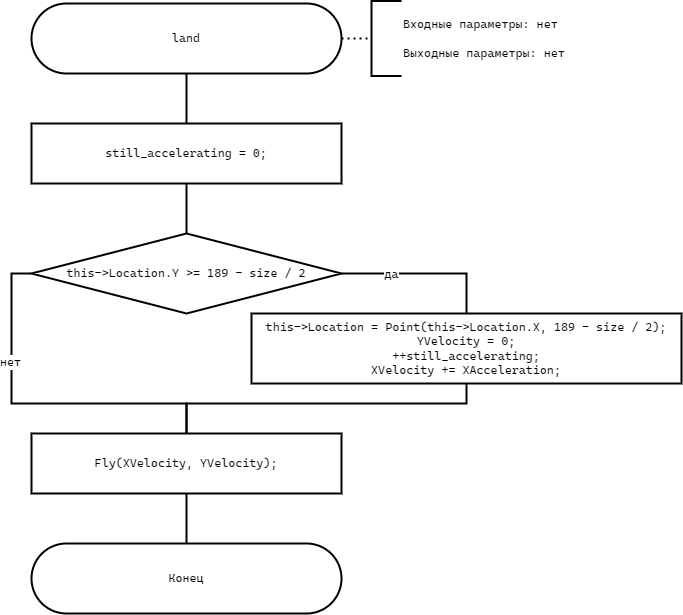 land
Входные параметры: нет
Выходные параметры: нет
still_accelerating = 0;
this->Location.Y >= 189 - size / 2
да
this->Location = Point(this->Location.X, 189 - size / 2);
YVelocity = 0;
++still_accelerating;
XVelocity += XAcceleration;
нет
Fly(XVelocity, YVelocity);
Конец